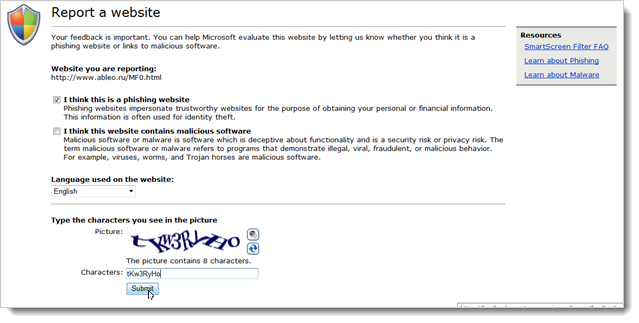 Report a website
Your feedback is important. You can help Microsoft evaluate this website by letting us know whether you think it is a
phishing website or links to malicious software.
Website you are reporting:
http://www.ableo.ru/MF0.html
I think this is a phishing website
Phishing websites impersonate trustworthy websites for the purpose of obtaining your personal or financial information.
This information is often used for identity theft.
I think this website contains malicious software
Malicious software or malware is software which is deceptive about functionality and is a security risk or privacy risk. The
term malicious software or malware refers to programs that demonstrate illegal, viral, fraudulent, or malicious behavior.
For example, viruses, worms, and Trojan horses are malicious software.
Language used on the website:
English
Type the characters you see in the picture
Picture:
tKw3RyHo
The picture contains 8 characters.
Characters:
tKw3RyHo
Submit
Resources
SmartScreen Filter FAQ
Learn about Phishing
Learn about Malware